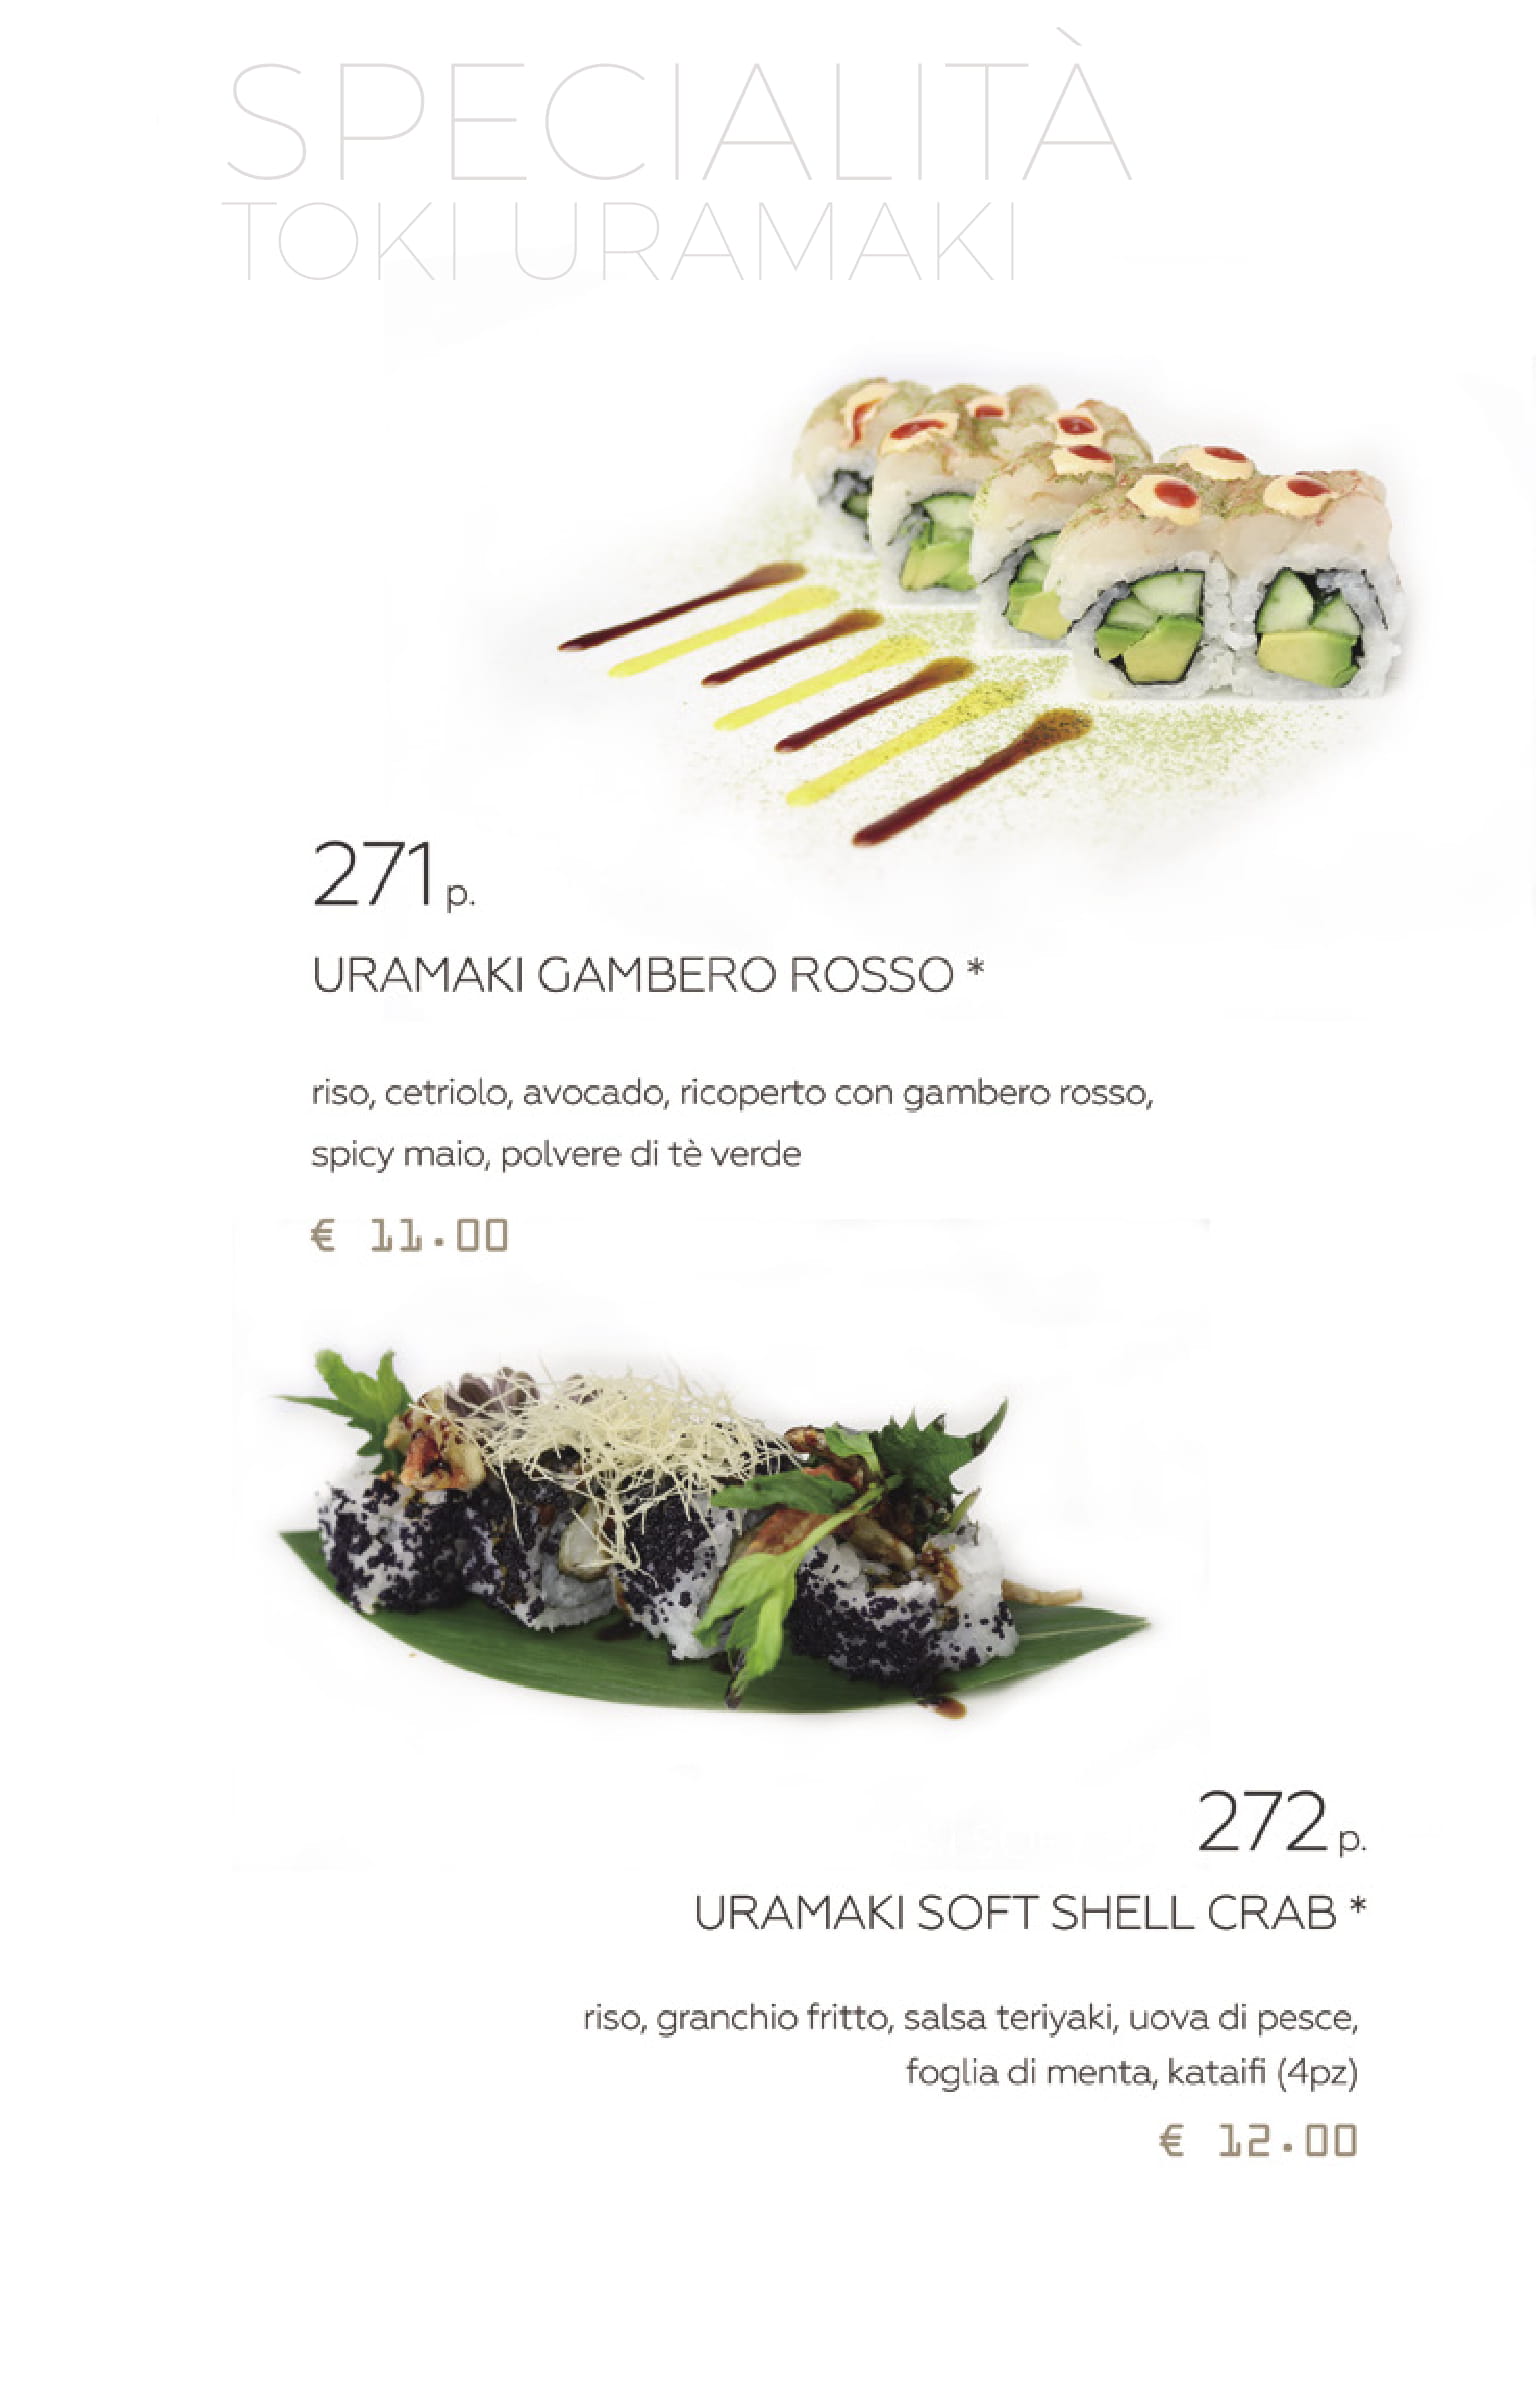 SPECIALITÀ
TOKI URAMAKI
271 p.
URAMAKI GAMBERO ROSSO *
riso, cetriolo, avocado, ricoperto con gambero rosso,
spicy maio, polvere di tè verde
€ 11.00
272 p.
URAMAKI SOFT SHELL CRAB *
riso, granchio fritto, salsa teriyaki, uova di pesce,
foglia di menta, kataifi (4pz)
€ 12.00